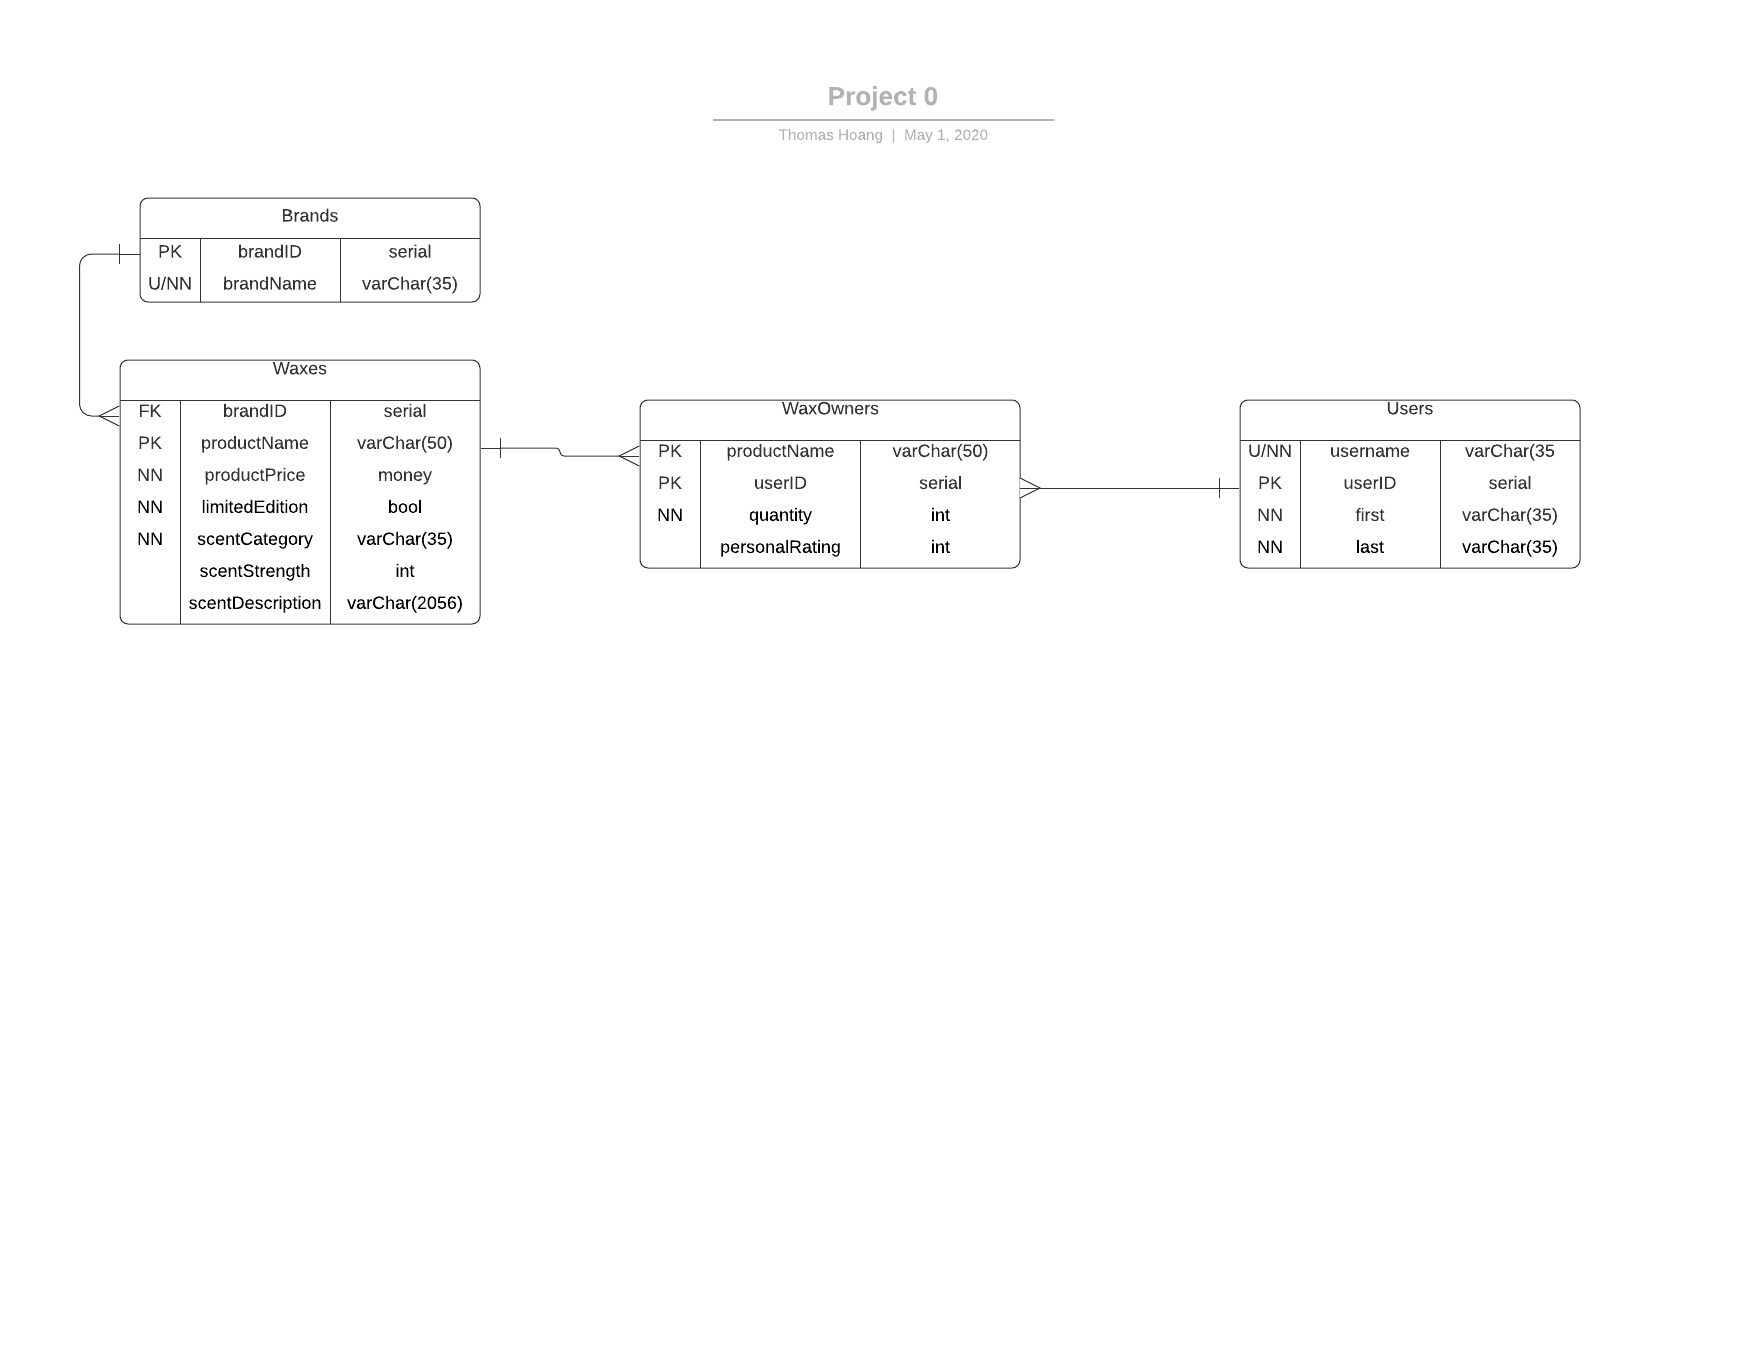 Project 0
Thomas Hoang | May 1, 2020
Brands
PK brandID serial
U/NN brandName varChar(35)
Waxes
FK brandID serial
PK productName varChar(50)
NN productPrice money
NN limitedEdition bool
NN scentCategory varChar(35)
scentStrength int
scentDescription varChar(2056)
WaxOwners
PK productName varChar(50)
PK userID serial
NN quantity int
personalRating int
Users
U/NN username varChar(35
PK userID serial
NN first varChar(35)
NN last varChar(35)